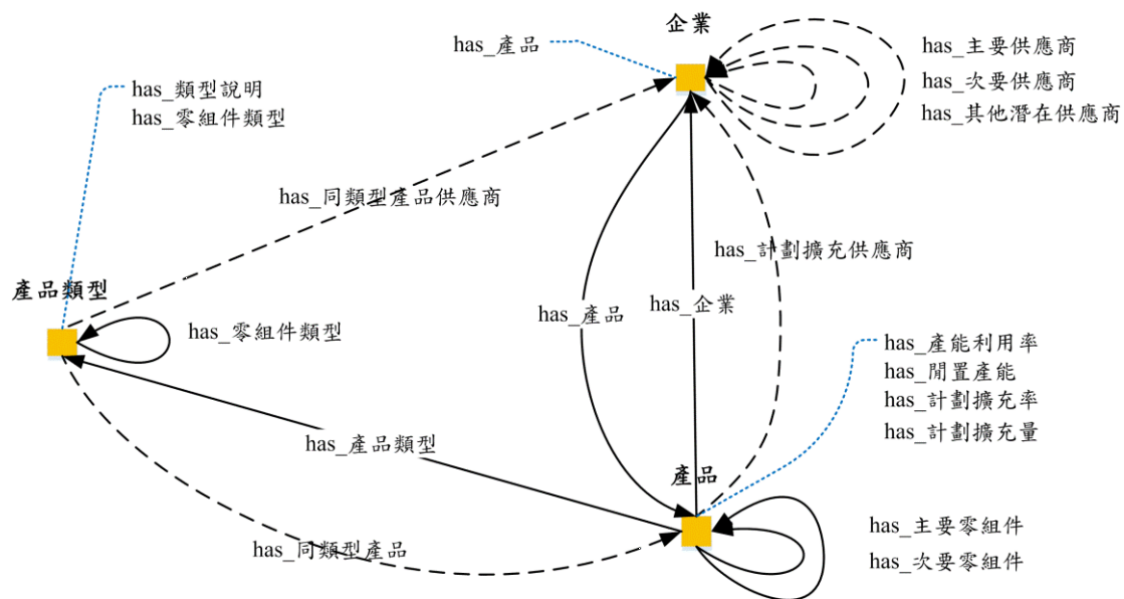 企業
has_產品
has_主要供應商
has_次要供應商
has_其他潛在供應商
has_類型說明
has_零組件類型
has_同類型產品供應商
has_計劃擴充供應商
產品類型
has_零組件類型
has_產品
has_企業
has_產能利用率
has_閒置產能
has_計劃擴充率
has_計劃擴充量
has_產品類型
產品
has_同類型產品
has_主要零組件
has_次要零組件